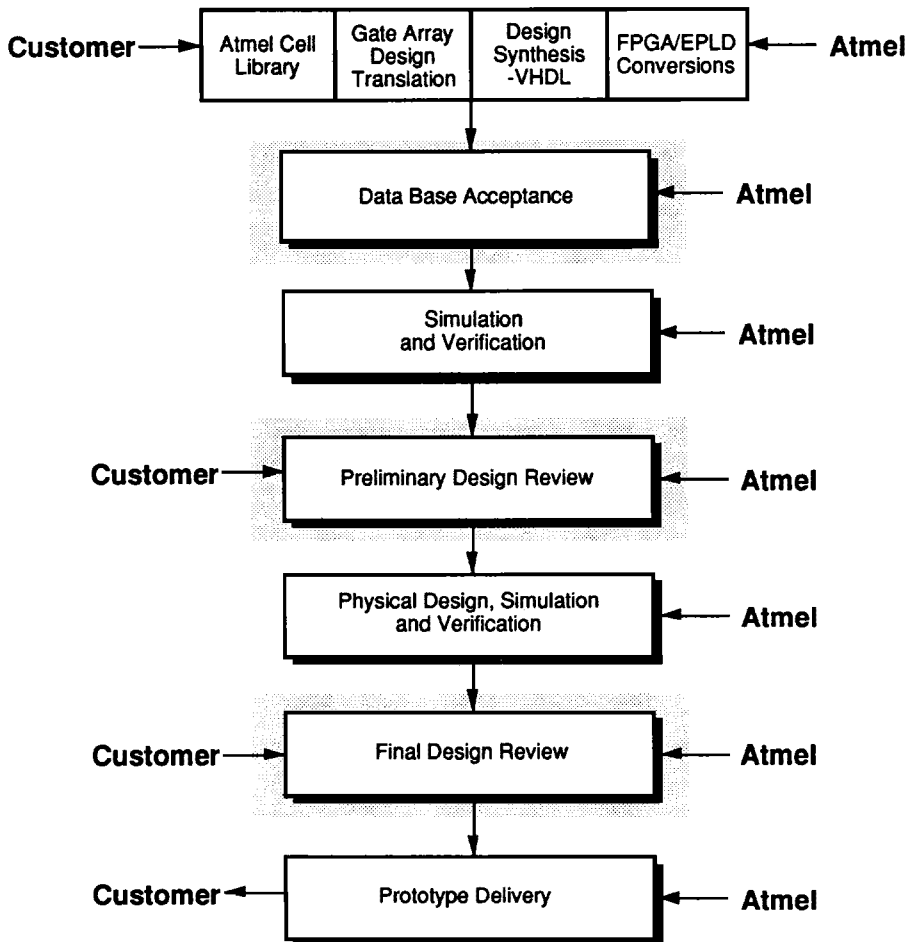 Customer
Atmel Cell
Library
Gate Array
Design
Translation
Design
Synthesis
-VHDL
FPGA/EPLD
Conversions
Atmel
Data Base Acceptance
Atmel
Simulation
and Verification
Atmel
Customer
Preliminary Design Review
Atmel
Physical Design, Simulation
and Verification
Atmel
Customer
Final Design Review
Atmel
Customer
Prototype Delivery
Atmel